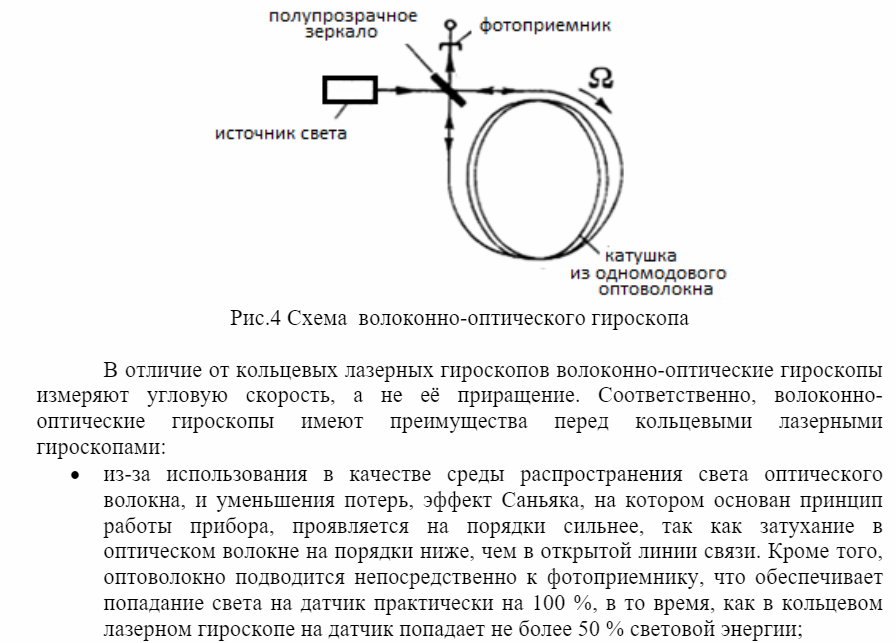 полупрозрачное
зеркало
фотоприемник
Ω
источник света
катушка
из одномодового
оптоволокна
Рис.4 Схема волоконно-оптического гироскопа
В отличие от кольцевых лазерных гироскопов волоконно-оптические гироскопы
измеряют угловую скорость, а не её приращение. Соответственно, волоконно-
оптические гироскопы имеют преимущества перед кольцевыми лазерными
гироскопами:
• из-за использования в качестве среды распространения света оптического
волокна, и уменьшения потерь, эффект Саньяка, на котором основан принцип
работы прибора, проявляется на порядки сильнее, так как затухание в
оптическом волокне на порядки ниже, чем в открытой линии связи. Кроме того,
оптоволокно подводится непосредственно к фотоприемнику, что обеспечивает
попадание света на датчик практически на 100 %, в то время, как в кольцевом
лазерном гироскопе на датчик попадает не более 50 % световой энергии;